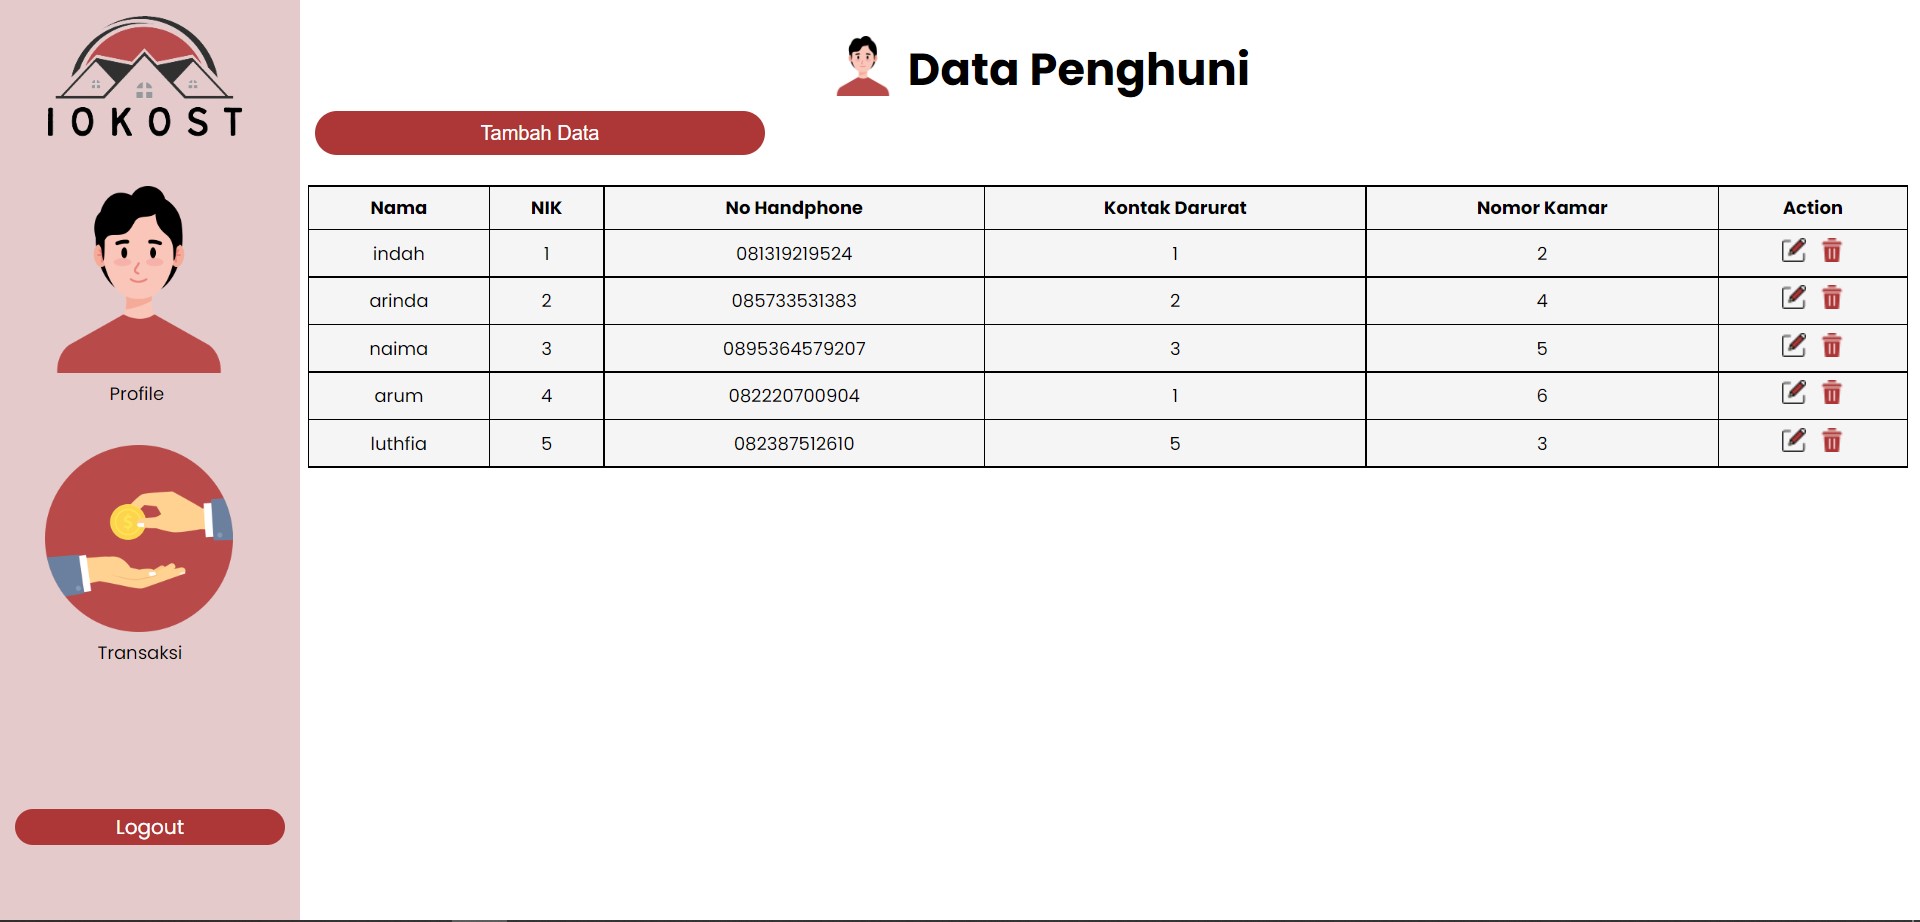 IOKOST
Profile
Transaksi
Logout
Data Penghuni
Tambah Data
Nama NIK No Handphone Kontak Darurat Nomor Kamar Action
indah 1 081319219524 1 2
arinda 2 085733531383 2 4
naima 3 0895364579207 3 5
arum 4 082220700904 1 6
luthfia 5 082387512610 5 3